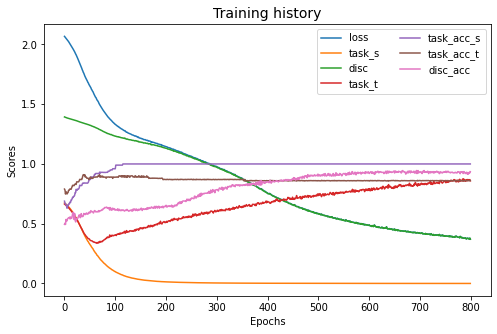 Training history
loss
task_s
disc
task_t
task_acc_s
task_acc_t
disc_acc
Scores
2.0
1.5
1.0
0.5
0.0
0
100
200
300
400
500
600
700
800
Epochs